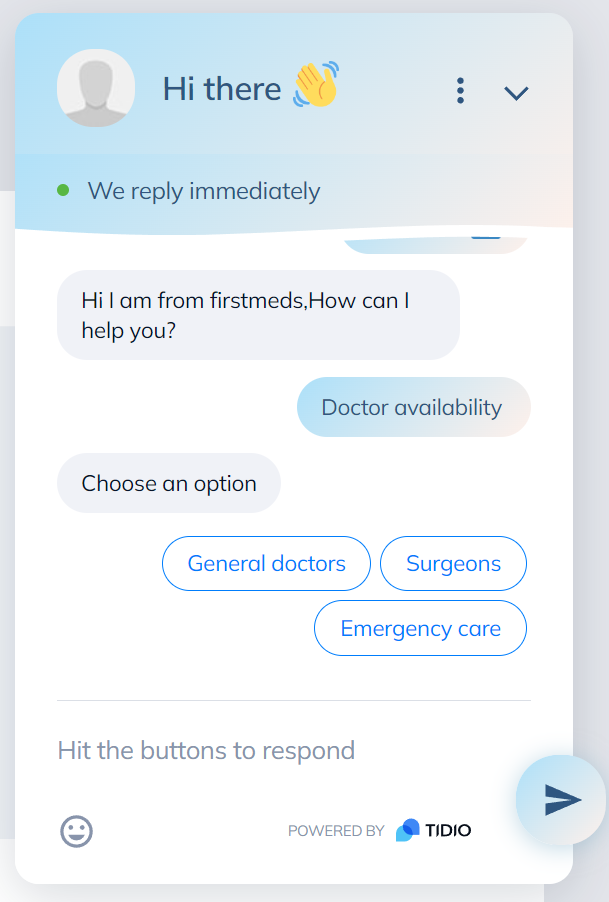 Hi there 👋
We reply immediately
Hi I am from firstmeds,How can I
help you?
Doctor availability
Choose an option
General doctors
Surgeons
Emergency care
Hit the buttons to respond
POWERED BY TIDIO